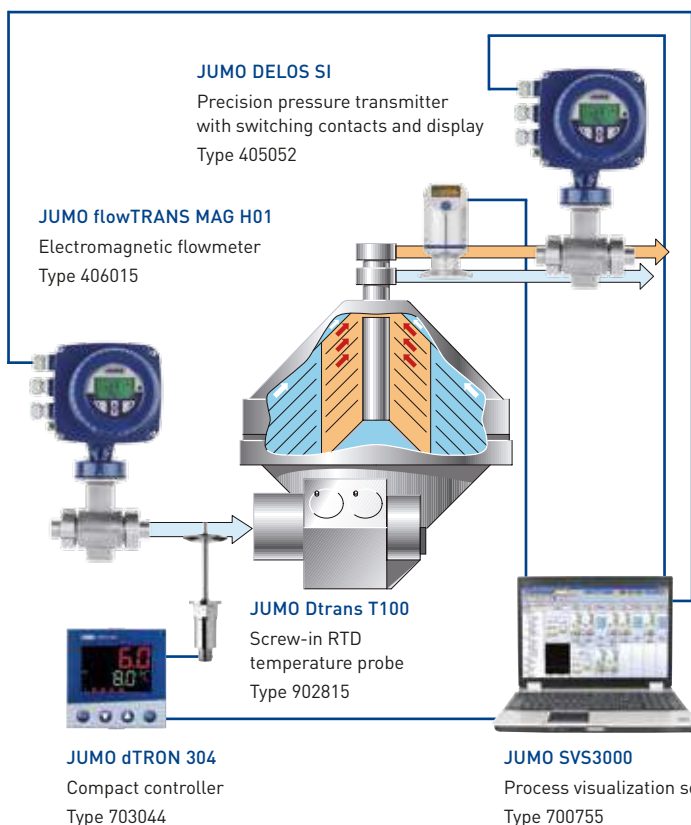 JUMO DELOS SI
Precision pressure transmitter
with switching contacts and display
Type 405052
JUMO flowTRANS MAG H01
Electromagnetic flowmeter
Type 406015
JUMO Dtrans T100
Screw-in RTD
temperature probe
Type 902815
6.0
8.0°C
JUMO dTRON 304
Compact controller
Type 703044
JUMO SVS3000
Process visualization
Type 700755